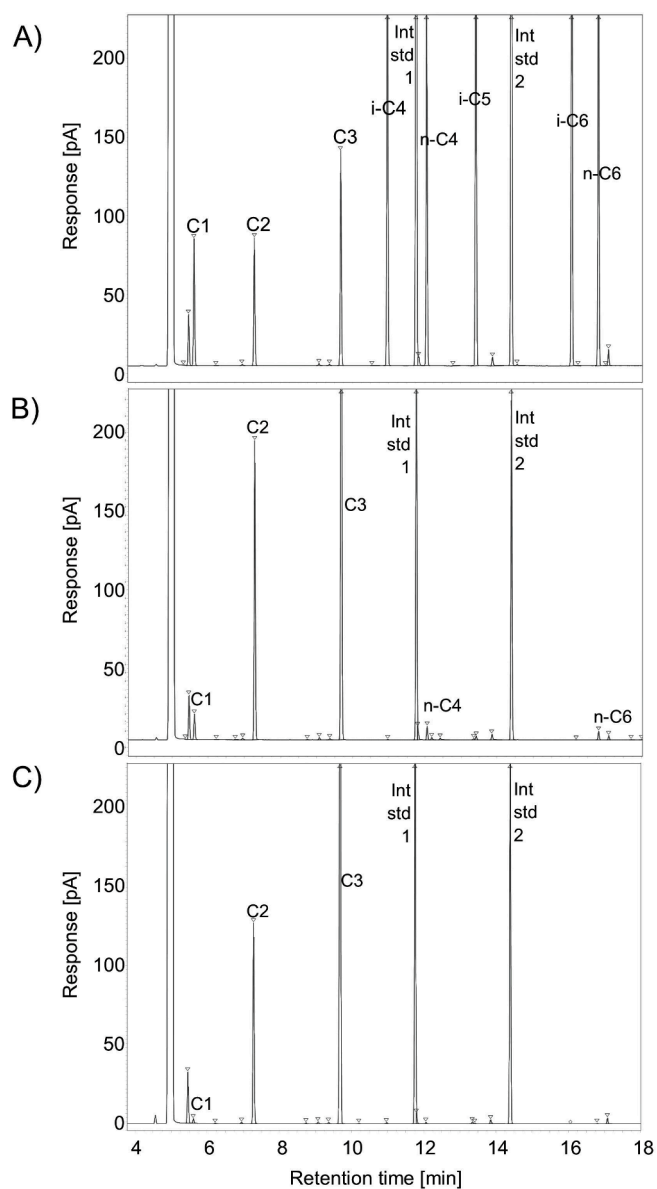 A)
Response [pA]
200
150
100
50
0
C1
C2
C3
i-C4
Int
std
1
n-C4
i-C5
Int
std
2
i-C6
n-C6
B)
Response [pA]
200
150
100
50
0
C1
C2
C3
Int
std
1
n-C4
Int
std
2
n-C6
C)
Response [pA]
200
150
100
50
0
C1
C2
C3
Int
std
1
Int
std
2
4 6 8 10 12 14 16 18
Retention time [min]